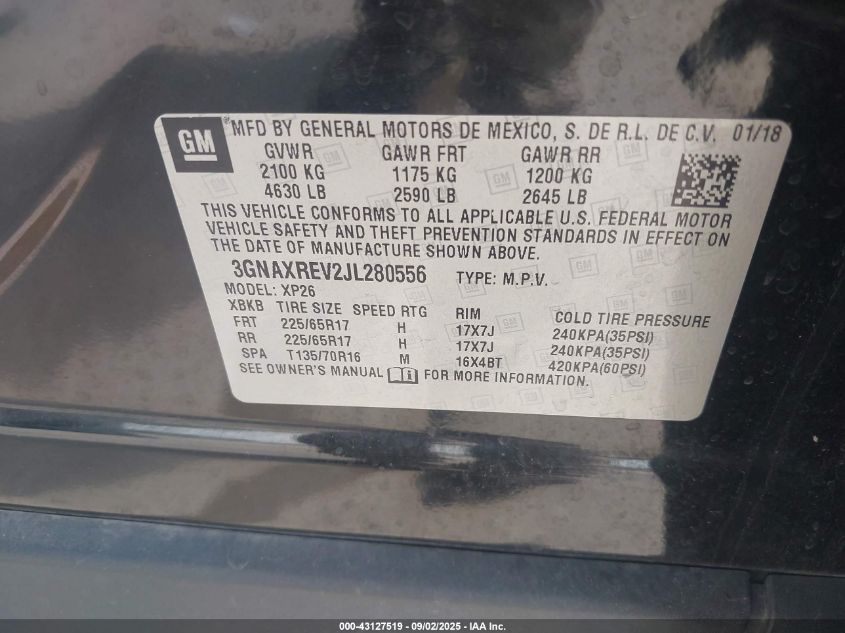 GM MFD BY GENERAL MOTORS DE MEXICO, S. DE R.L. DE C.V. 01/18
GVWR GAWR FRT GAWR RR
2100 KG 1175 KG 1200 KG
4630 LB 2590 LB 2645 LB
THIS VEHICLE CONFORMS TO ALL APPLICABLE U.S. FEDERAL MOTOR
VEHICLE SAFETY AND THEFT PREVENTION STANDARDS IN EFFECT ON
THE DATE OF MANUFACTURE SHOWN ABOVE.
3GNAXREV2JL280556 TYPE: M.P.V.
MODEL: XP26
XBKB TIRE SIZE SPEED RTG RIM COLD TIRE PRESSURE
FRT 225/65R17 H 17X7J 240KPA(35PSI)
RR 225/65R17 H 17X7J 240KPA(35PSI)
SPA T135/70R16 M 16X4BT 420KPA(60PSI)
SEE OWNER'S MANUAL FOR MORE INFORMATION.
000-43127519 - 09/02/2025 - IAA Inc.